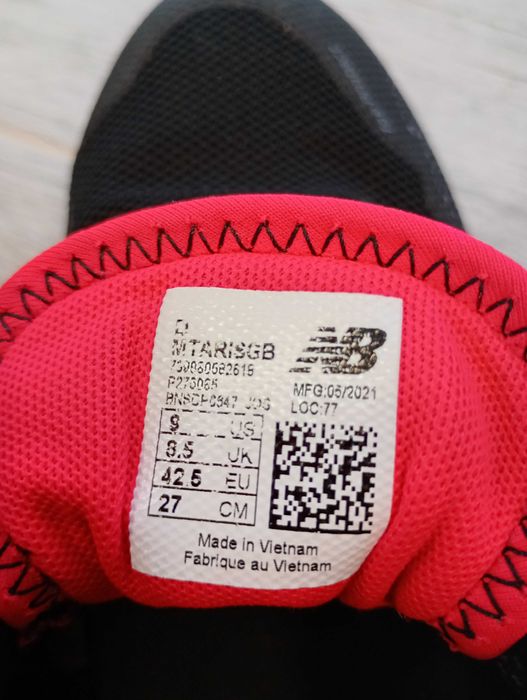 D
MTARISGB
NB
MFG:05/2021
LOC:77
9 US
8.5 UK
42.5 EU
27 CM
Made in Vietnam
Fabrique au Vietnam